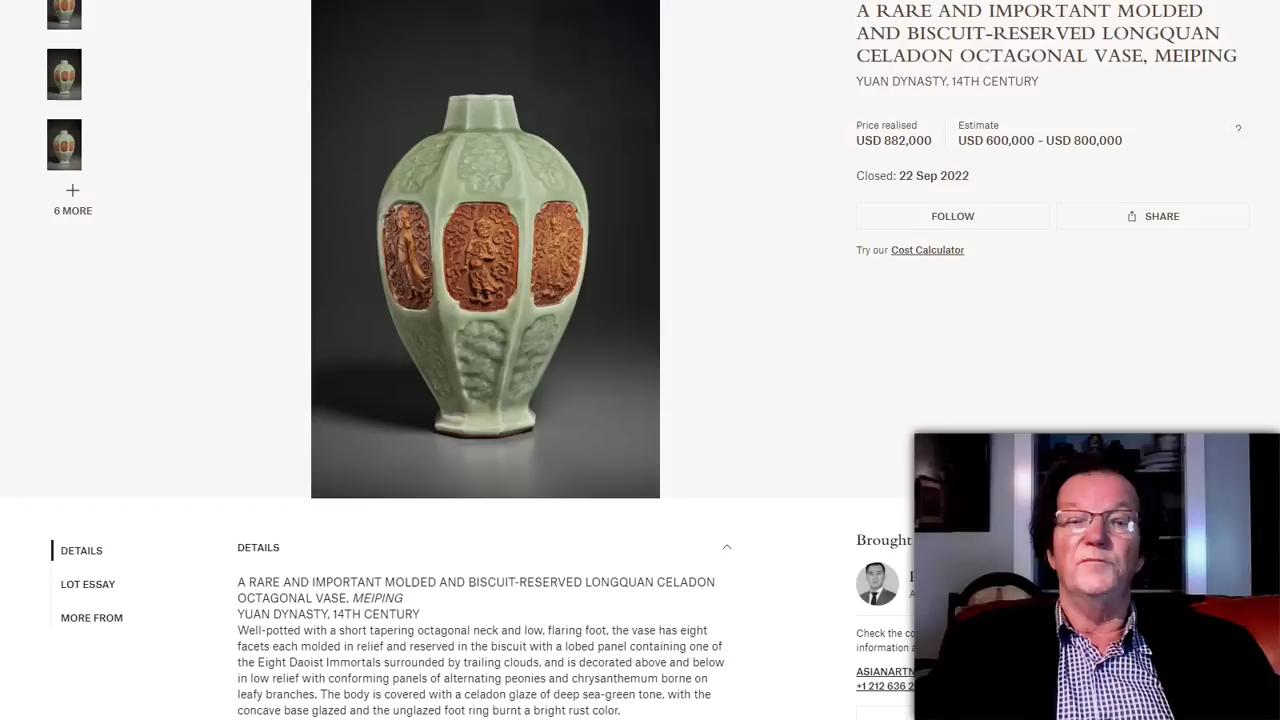 A RARE AND IMPORTANT MOLDED
AND BISCUIT-RESERVED LONGQUAN
CELADON OCTAGONAL VASE, MEIPING
YUAN DYNASTY, 14TH CENTURY
Price realised
USD 882,000
Estimate
USD 600,000 - USD 800,000
?
Closed: 22 Sep 2022
FOLLOW
SHARE
Try our Cost Calculator
6 MORE
DETAILS
LOT ESSAY
MORE FROM
DETAILS
A RARE AND IMPORTANT MOLDED AND BISCUIT-RESERVED LONGQUAN CELADON
OCTAGONAL VASE, MEIPING
YUAN DYNASTY, 14TH CENTURY
Well-potted with a short tapering octagonal neck and low, flaring foot, the vase has eight
facets each molded in relief and reserved in the biscuit with a lobed panel containing one of
the Eight Daoist Immortals surrounded by trailing clouds, and is decorated above and below
in low relief with conforming panels of alternating peonies and chrysanthemum borne on
leafy branches. The body is covered with a celadon glaze of deep sea-green tone, with the
concave base glazed and the unglazed foot ring burnt a bright rust color.
Brought
Check the co
information a
ASIANARTN
+1 212 636 2